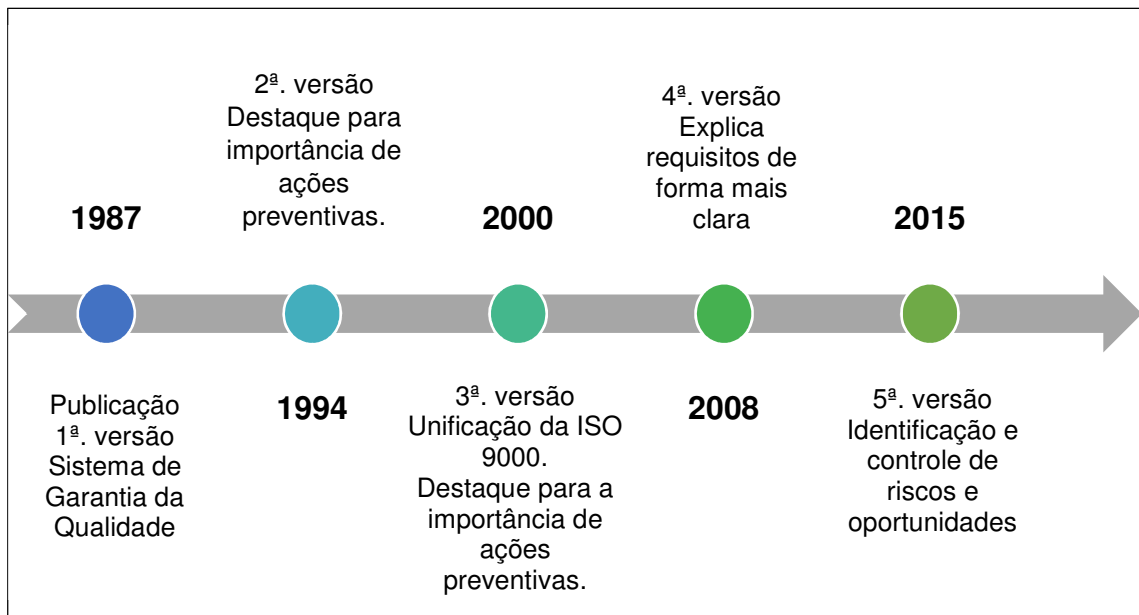 1987
Publicação
1ª. versão
Sistema de
Garantia da
Qualidade
2ª. versão
Destaque para
importância de
ações
preventivas.
1994
2000
3ª. versão
Unificação da ISO
9000.
Destaque para a
importância de
ações
preventivas.
4ª. versão
Explica
requisitos de
forma mais
clara
2008
2015
5ª. versão
Identificação e
controle de
riscos e
oportunidades